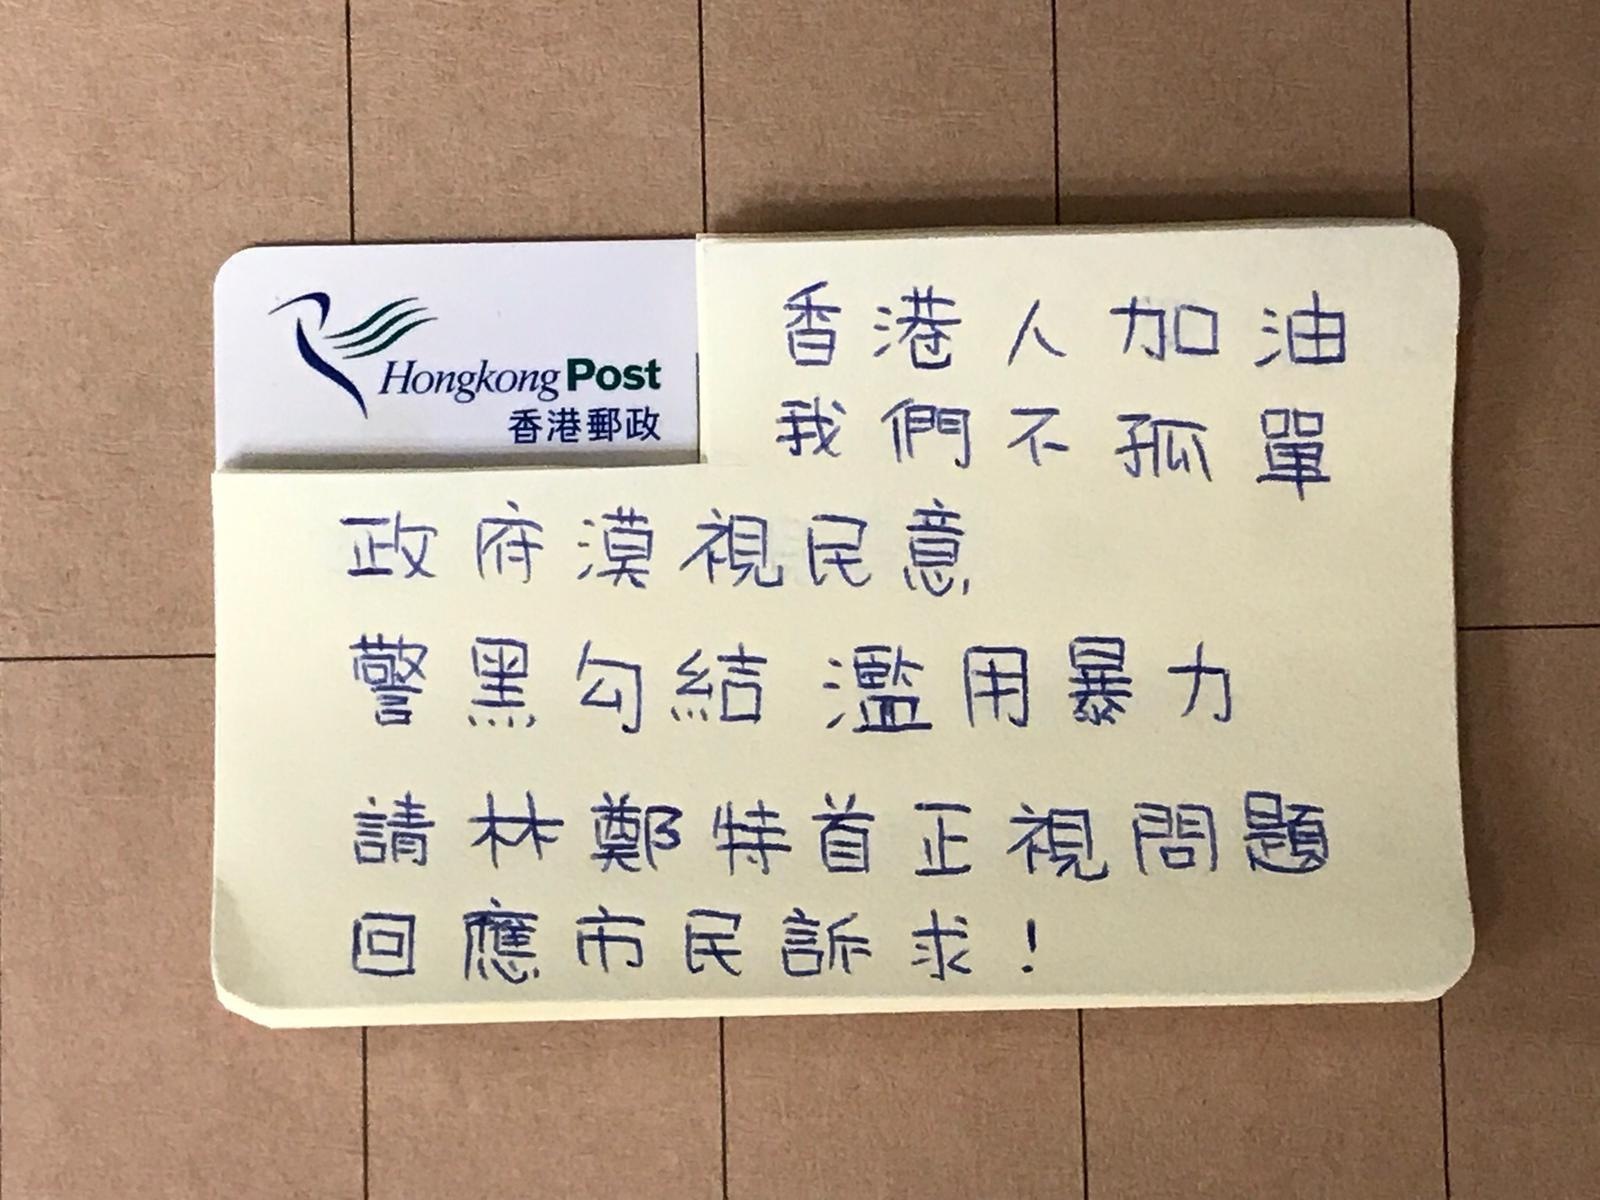 Hongkong Post
香港郵政
香港人加油
我們不孤單
政府漠視民意
警黑勾結 濫用暴力
請林鄭特首正視問題
回應市民訴求！